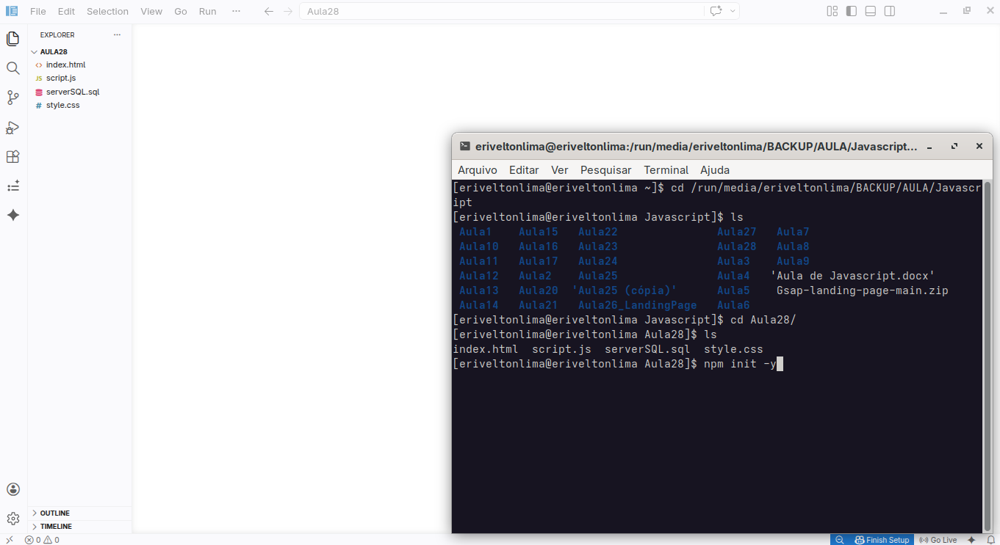 File Edit Selection View Go Run ··· Aula28
EXPLORER ···
AULA28
<> index.html
JS script.js
serverSQL.sql
# style.css
eriveltonlima@eriveltonlima:/run/media/eriveltonlima/BACKUP/AULA/Javascript...
Arquivo Editar Ver Pesquisar Terminal Ajuda
[eriveltonlima@eriveltonlima ~]$ cd /run/media/eriveltonlima/BACKUP/AULA/Javascr
ipt
[eriveltonlima@eriveltonlima Javascript]$ ls
Aula1 Aula15 Aula22 Aula27 Aula7
Aula10 Aula16 Aula23 Aula28 Aula8
Aula11 Aula17 Aula24 Aula3 Aula9
Aula12 Aula2 Aula25 Aula4 'Aula de Javascript.docx'
Aula13 Aula20 'Aula25 (cópia)' Aula5 Gsap-landing-page-main.zip
Aula14 Aula21 Aula26_LandingPage Aula6
[eriveltonlima@eriveltonlima Javascript]$ cd Aula28/
[eriveltonlima@eriveltonlima Aula28]$ ls
index.html script.js serverSQL.sql style.css
[eriveltonlima@eriveltonlima Aula28]$ npm init -y
OUTLINE
TIMELINE
0 0 Finish Setup Go Live